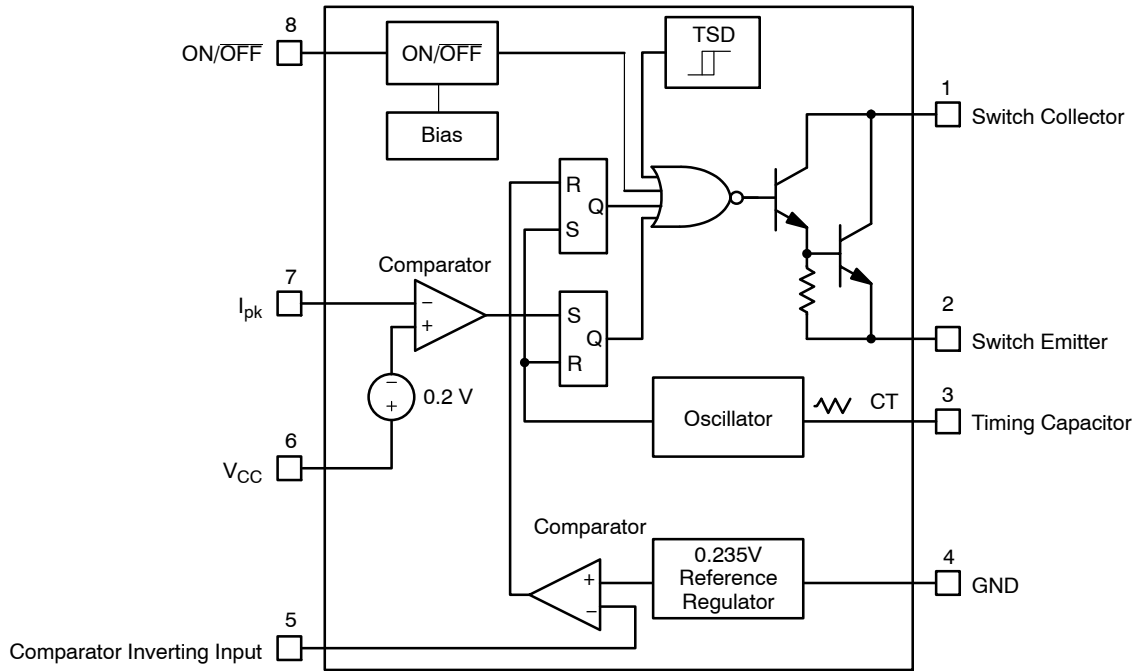 8
ON/OFF
ON/OFF
TSD
Bias
1
Switch Collector
R
Q
S
Comparator
7
Ipk
−
+
S
Q
R
2
Switch Emitter
−
+
0.2 V
6
VCC
Oscillator
CT
3
Timing Capacitor
Comparator
+
−
0.235V
Reference
Regulator
4
GND
5
Comparator Inverting Input